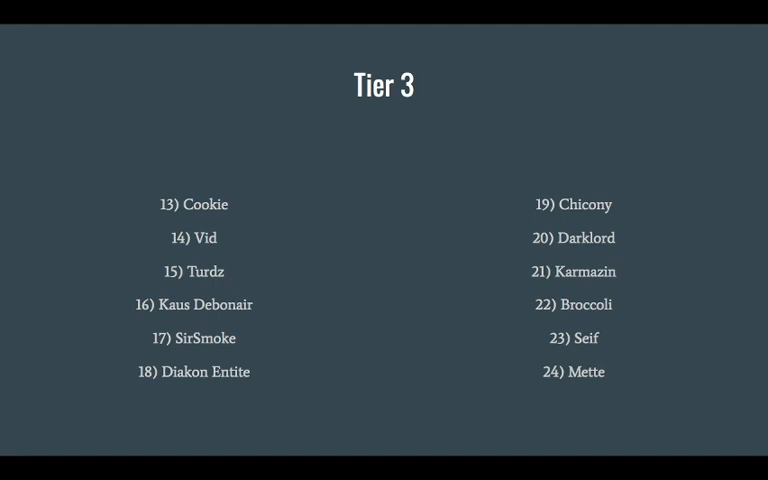 Tier 3
13) Cookie
14) Vid
15) Turdz
16) Kaus Debonair
17) SirSmoke
18) Diakon Entite
19) Chicony
20) Darklord
21) Karmazin
22) Broccoli
23) Seif
24) Mette